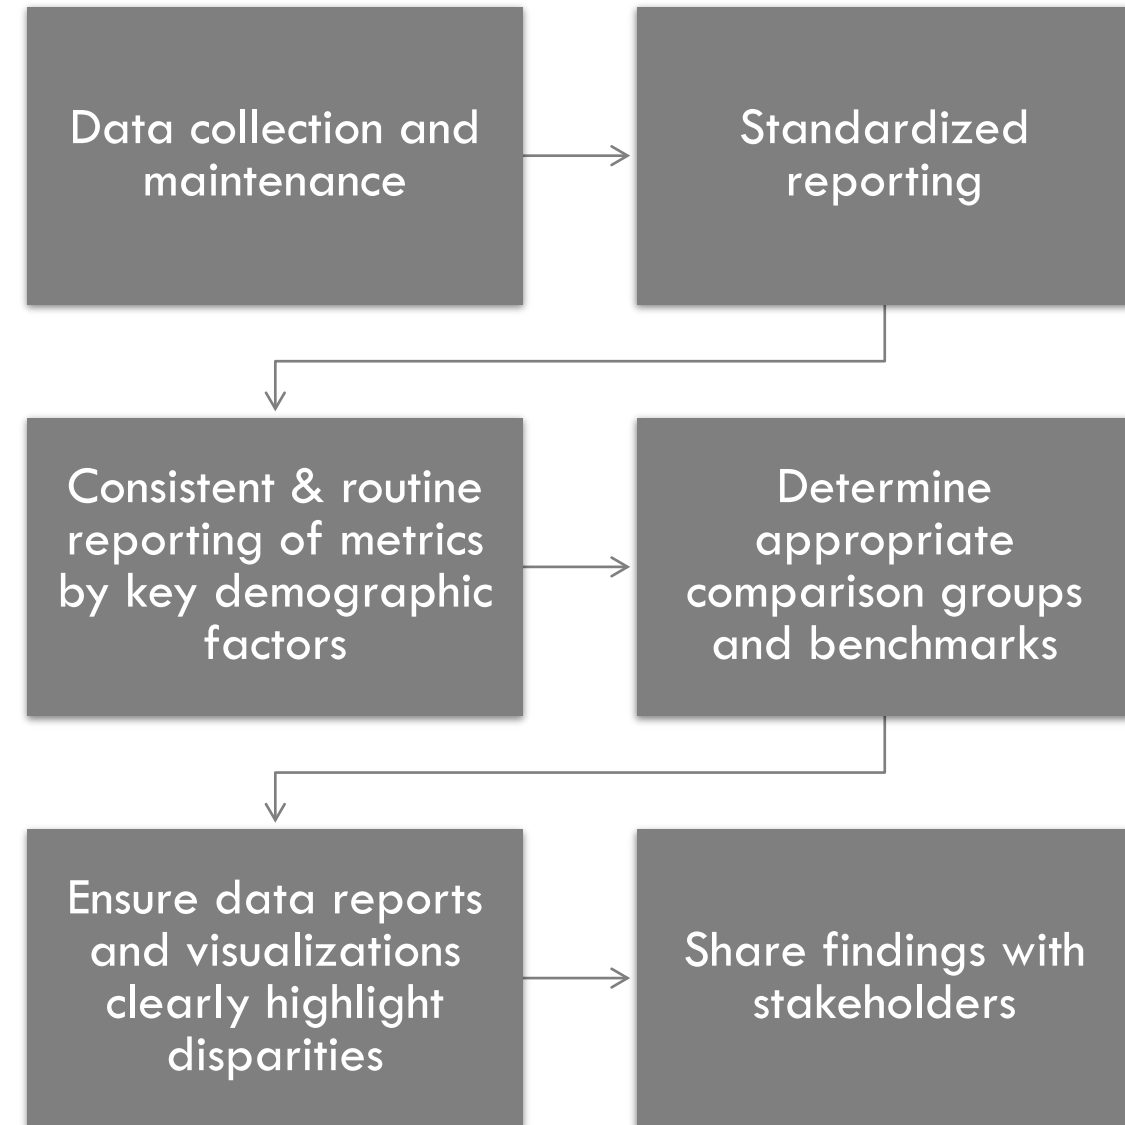 Data collection and
maintenance
Standardized
reporting
Consistent & routine
reporting of metrics
by key demographic
factors
Determine
appropriate
comparison groups
and benchmarks
Ensure data reports
and visualizations
clearly highlight
disparities
Share findings with
stakeholders